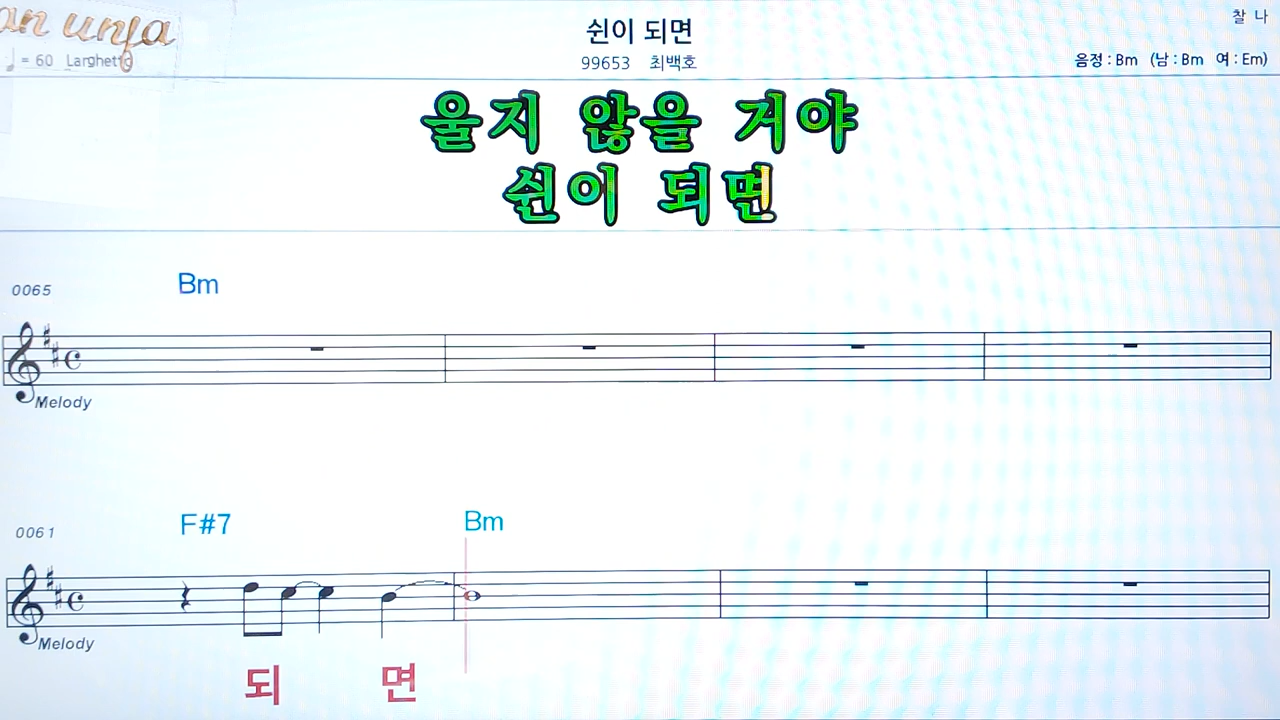 쉰이 되면
찰 나
♩ = 60 Larghetto
99653 최백호
음정 : Bm (남 : Bm 여 : Em)
울지 않을 거야
쉰이 되면
0065 Bm
Melody
0061 F#7 Bm
Melody
되 면